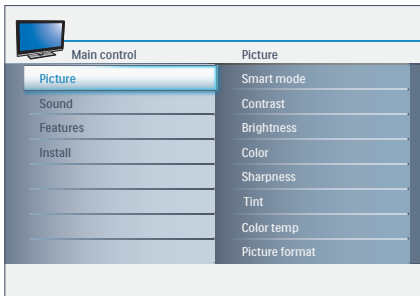 Main control
Picture
Picture
Smart mode
Sound
Contrast
Features
Brightness
Install
Color
Sharpness
Tint
Color temp
Picture format